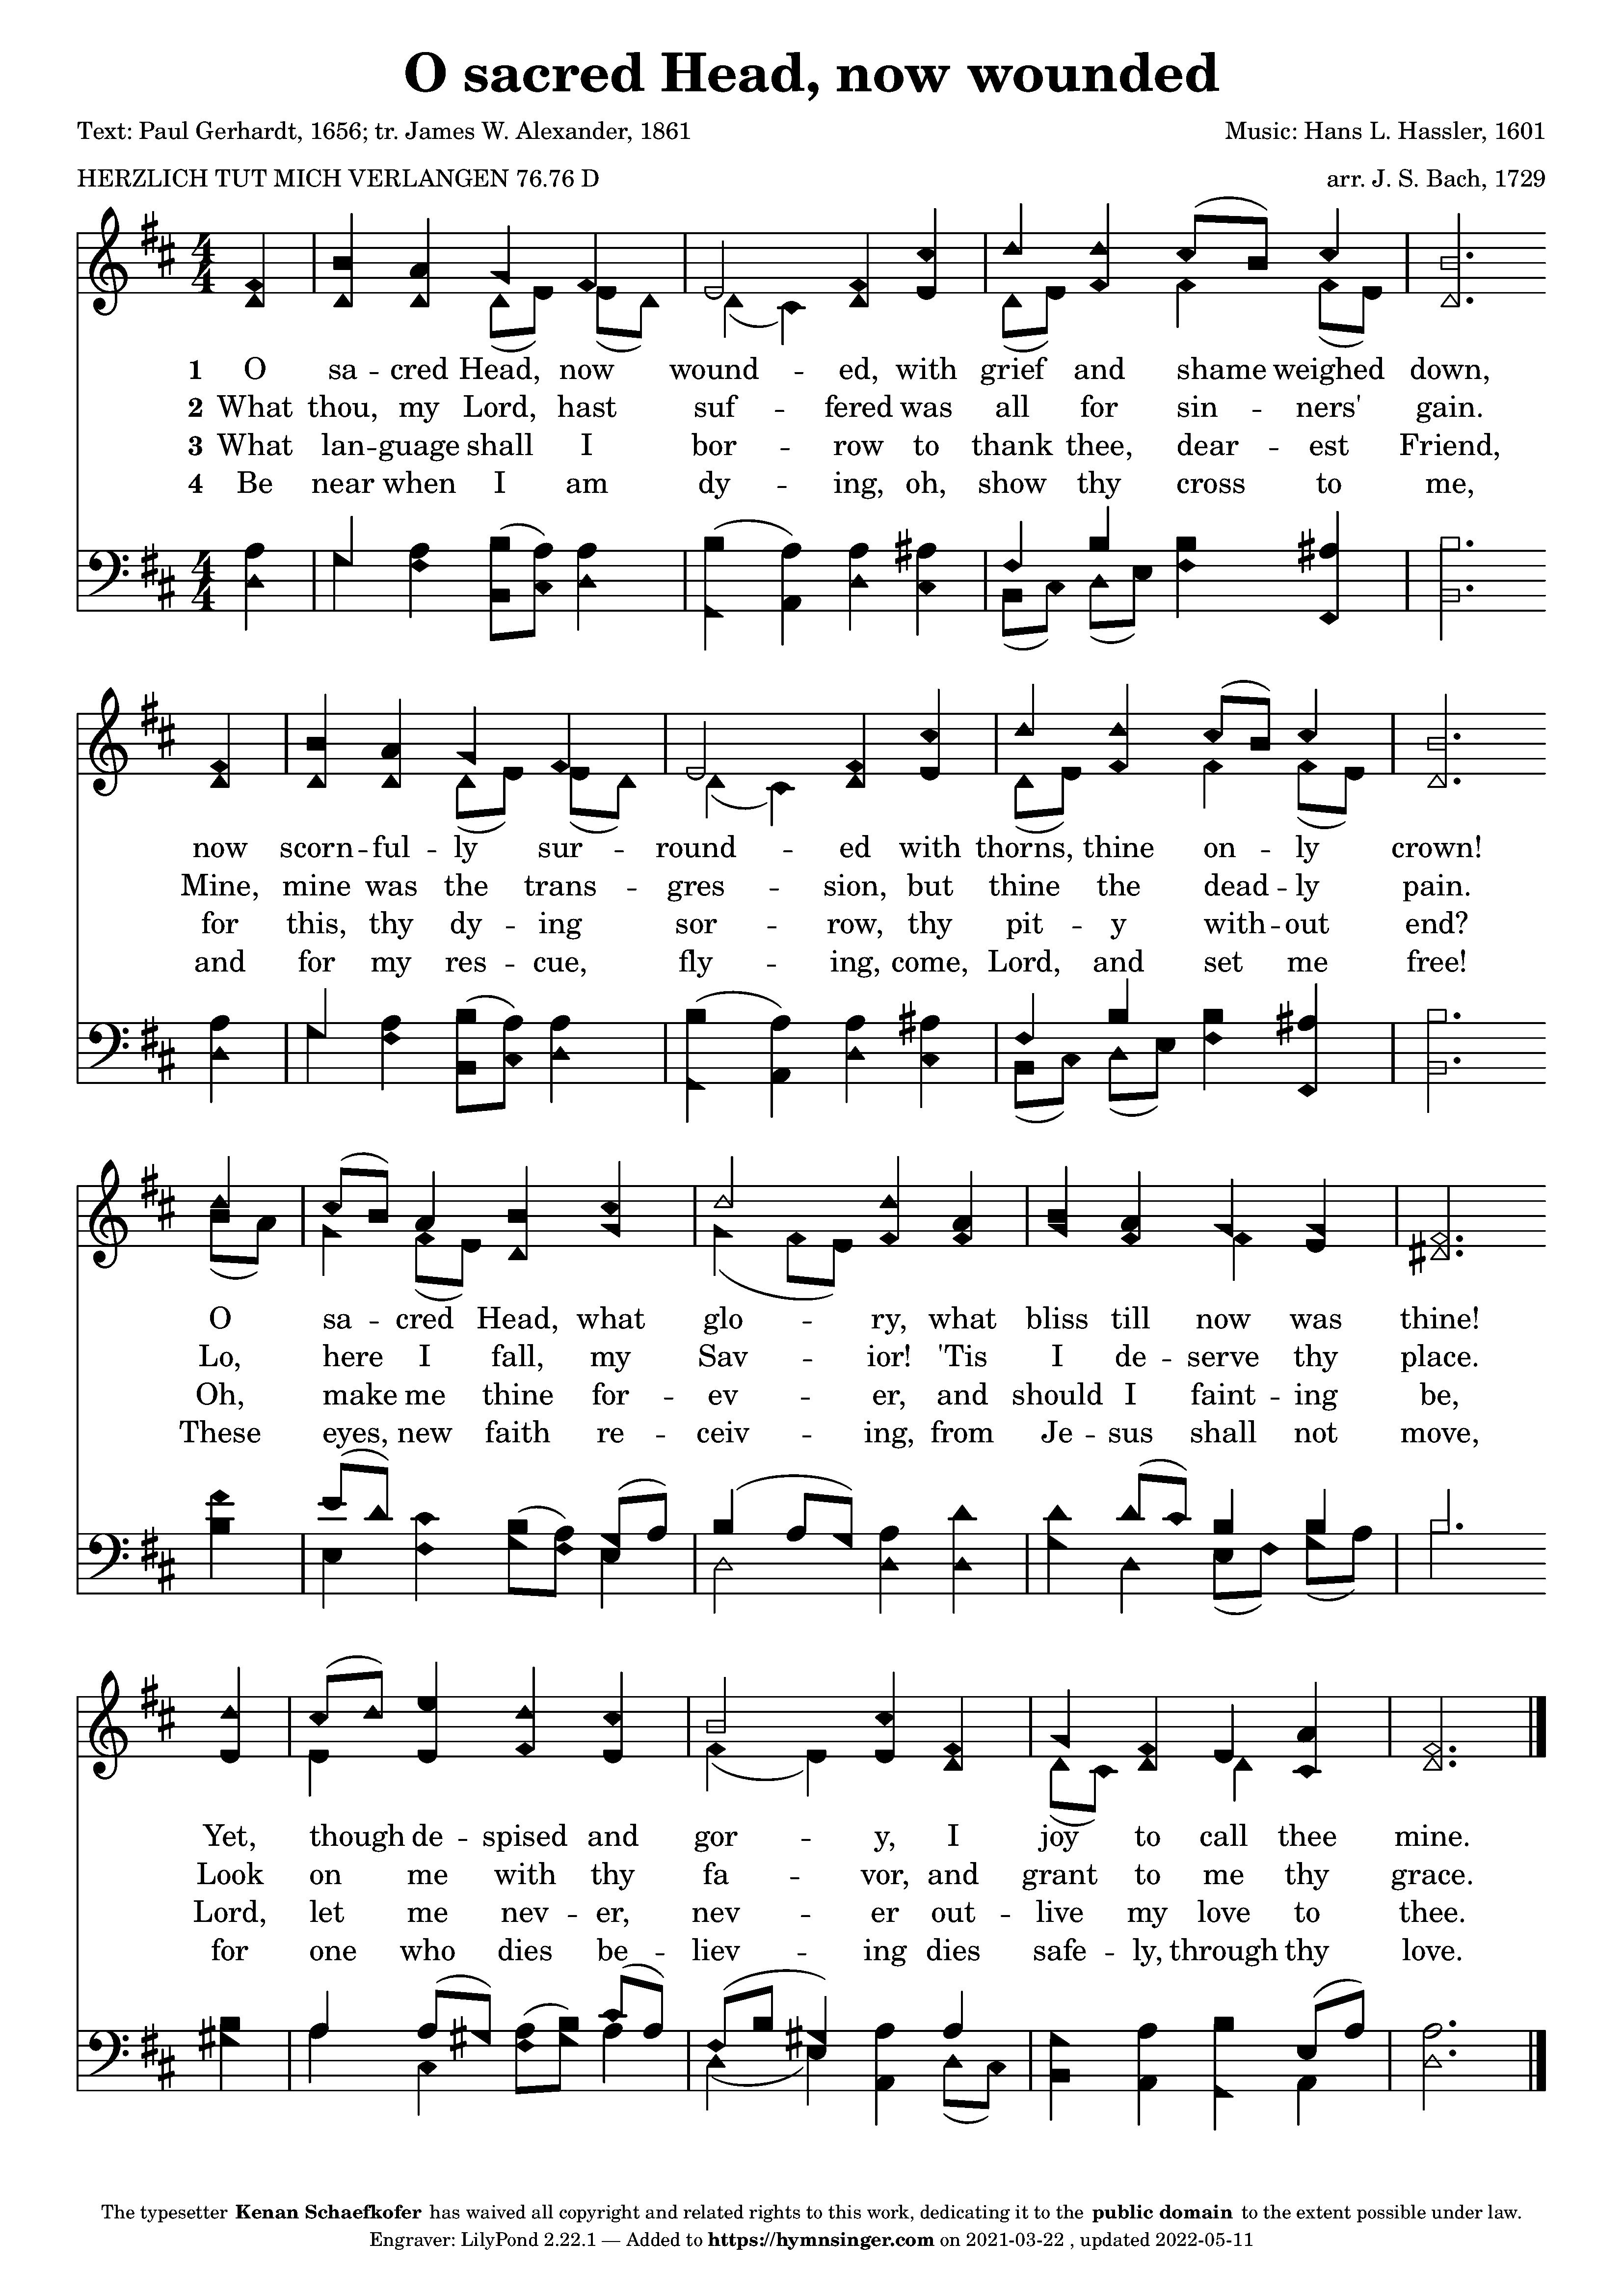 O sacred Head, now wounded
Text: Paul Gerhardt, 1656; tr. James W. Alexander, 1861
Music: Hans L. Hassler, 1601
HERZLICH TUT MICH VERLANGEN 76.76 D
arr. J. S. Bach, 1729
1 O sa -- cred Head, now wound -- ed, with grief and shame weighed down,
2 What thou, my Lord, hast suf -- fered was all for sin -- ners' gain.
3 What lan -- guage shall I bor -- row to thank thee, dear -- est Friend,
4 Be near when I am dy -- ing, oh, show thy cross to me,
now scorn -- ful -- ly sur -- round -- ed with thorns, thine on -- ly crown!
Mine, mine was the trans -- gres -- sion, but thine the dead -- ly pain.
for this, thy dy -- ing sor -- row, thy pit -- y with -- out end?
and for my res -- cue, fly -- ing, come, Lord, and set me free!
O sa -- cred Head, what glo -- ry, what bliss till now was thine!
Lo, here I fall, my Sav -- ior! 'Tis I de -- serve thy place.
Oh, make me thine for -- ev -- er, and should I faint -- ing be,
These eyes, new faith re -- ceiv -- ing, from Je -- sus shall not move,
Yet, though de -- spised and gor -- y, I joy to call thee mine.
Look on me with thy fa -- vor, and grant to me thy grace.
Lord, let me nev -- er, nev -- er out -- live my love to thee.
for one who dies be -- liev -- ing dies safe -- ly, through thy love.
The typesetter Kenan Schaefkofer has waived all copyright and related rights to this work, dedicating it to the public domain to the extent possible under law.
Engraver: LilyPond 2.22.1 — Added to https://hymnsinger.com on 2021-03-22 , updated 2022-05-11